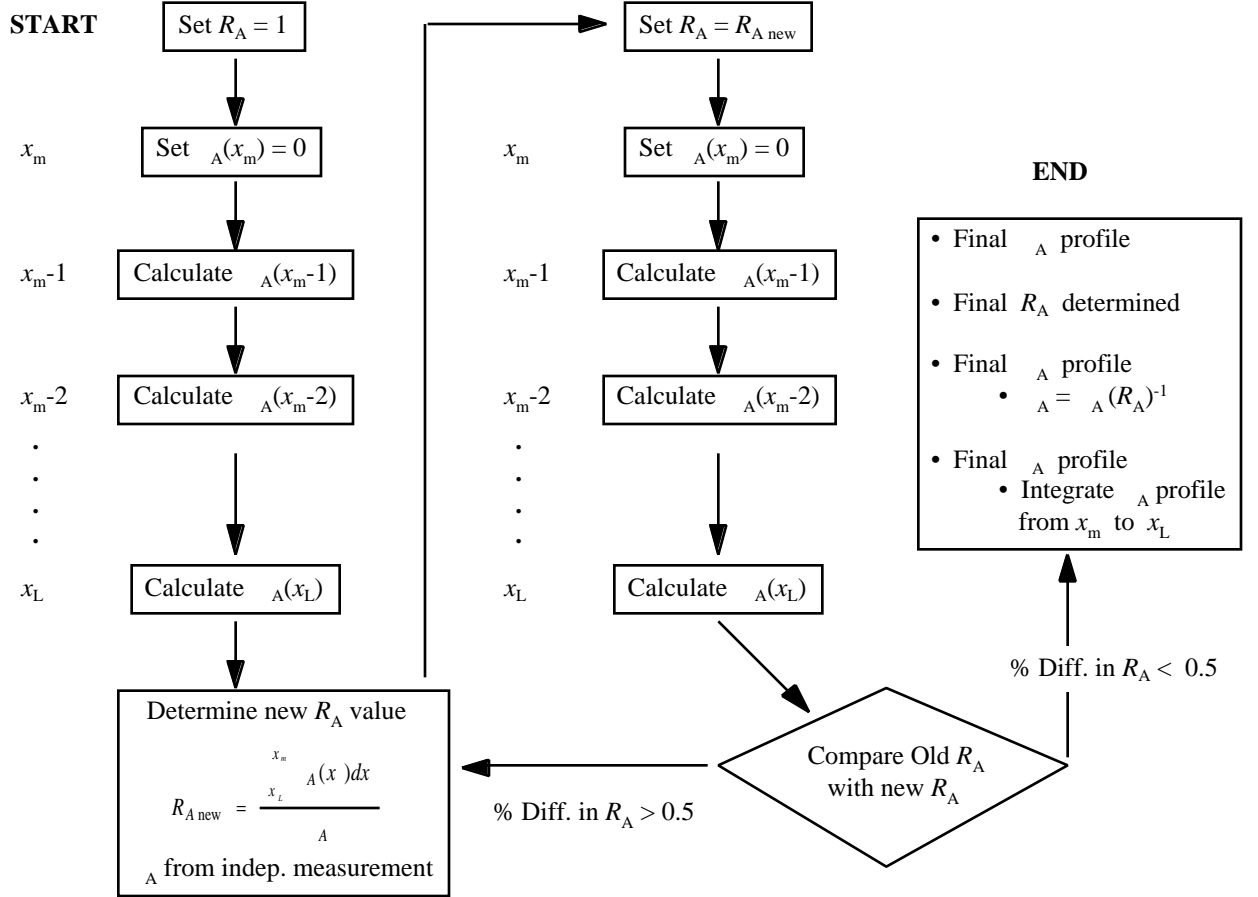 START
Set R_A = 1
x_m
Set A(x_m) = 0
x_m-1
Calculate A(x_m-1)
x_m-2
Calculate A(x_m-2)
.
.
.
.
x_L
Calculate A(x_L)
Determine new R_A value
R_A new = x_m x_L A(x)dx / A
A from indep. measurement
Set R_A = R_A new
x_m
Set A(x_m) = 0
x_m-1
Calculate A(x_m-1)
x_m-2
Calculate A(x_m-2)
.
.
.
.
x_L
Calculate A(x_L)
Compare Old R_A
with new R_A
% Diff. in R_A > 0.5
% Diff. in R_A < 0.5
END
• Final A profile
• Final R_A determined
• Final A profile
• A = A (R_A)^-1
• Final A profile
• Integrate A profile
from x_m to x_L